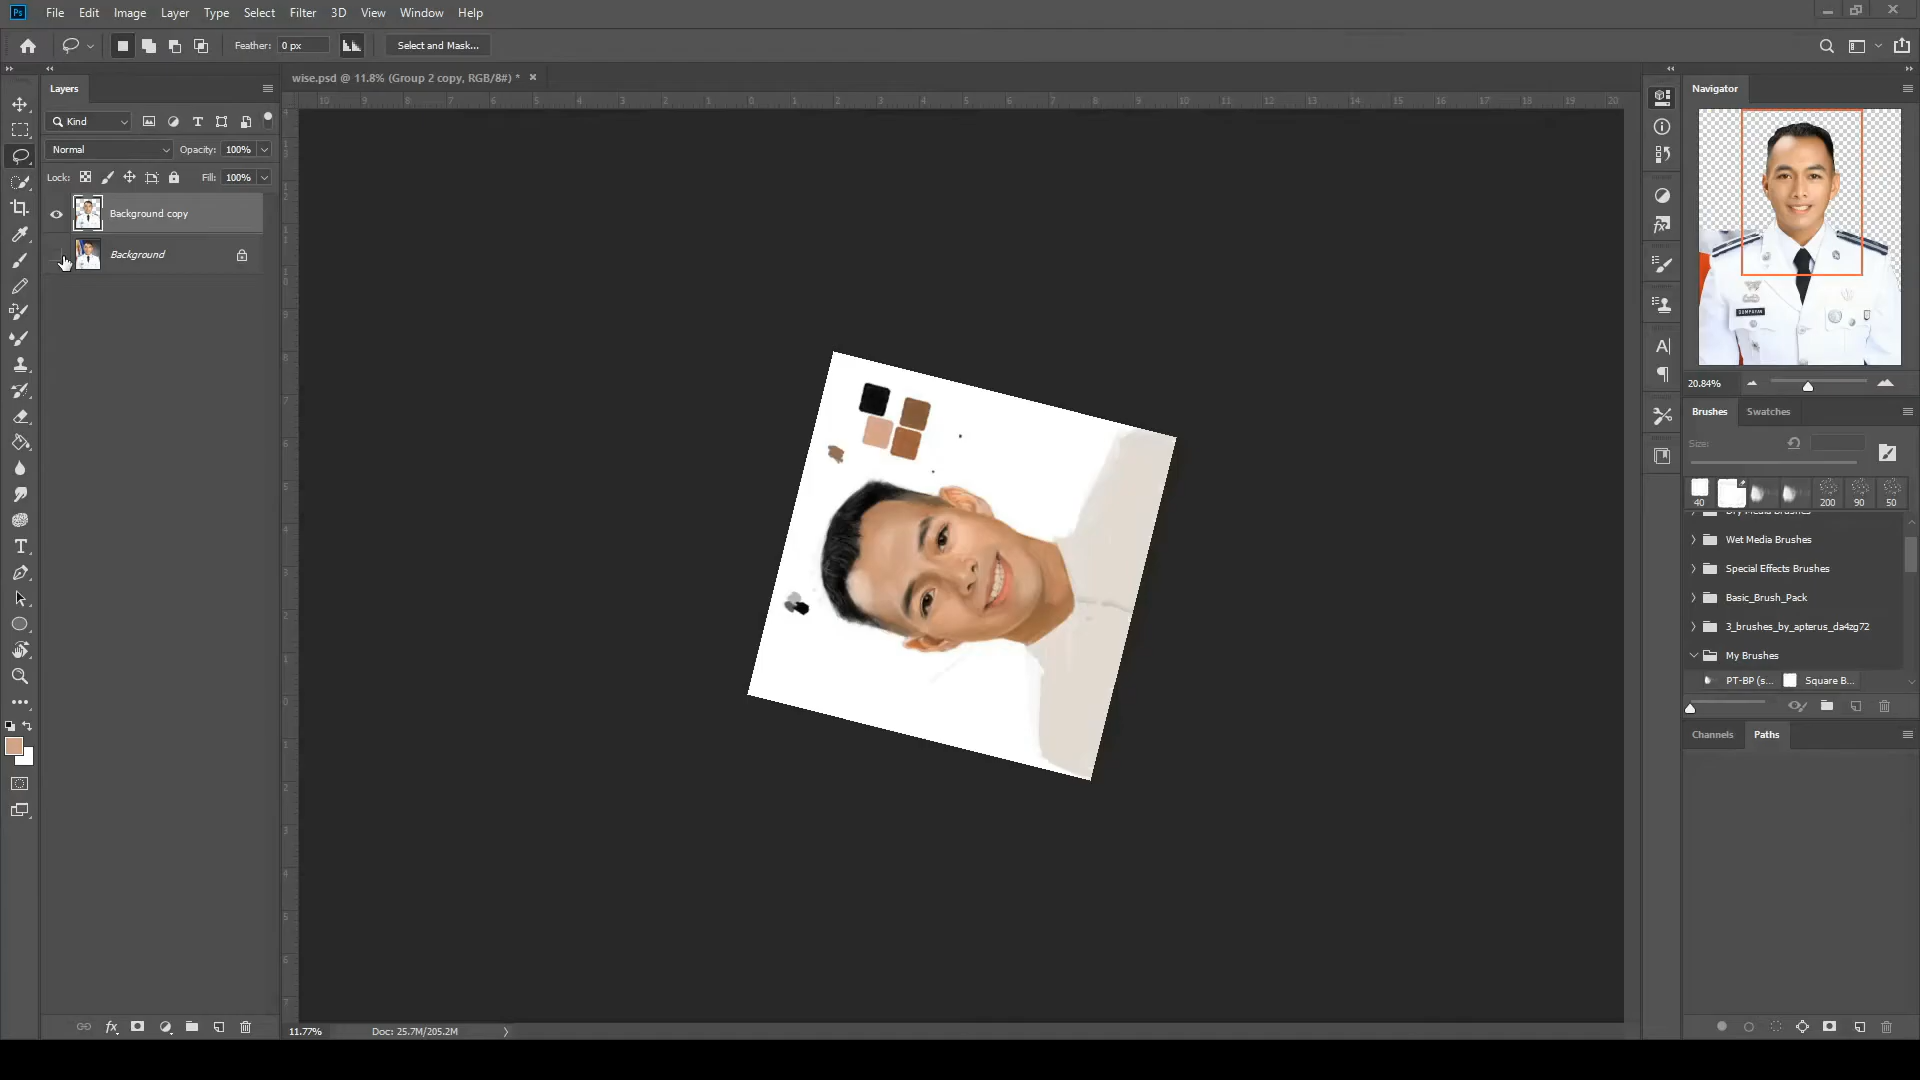 Ps File Edit Image Layer Type Select Filter 3D View Window Help
Feather: 0 px Select and Mask...
Layers
wise.psd @ 11.8% (Group 2 copy, RGB/8#) *
Navigator
Kind
Normal Opacity: 100%
Lock: Fill: 100%
Background copy
Background
20.84%
Brushes Swatches
Size:
40 200 90 50
Dry Media Brushes
Wet Media Brushes
Special Effects Brushes
Basic_Brush_Pack
3_brushes_by_apterus_da4zg72
My Brushes
PT-BP (s... Square B...
Channels Paths
11.77% Doc: 25.7M/205.2M